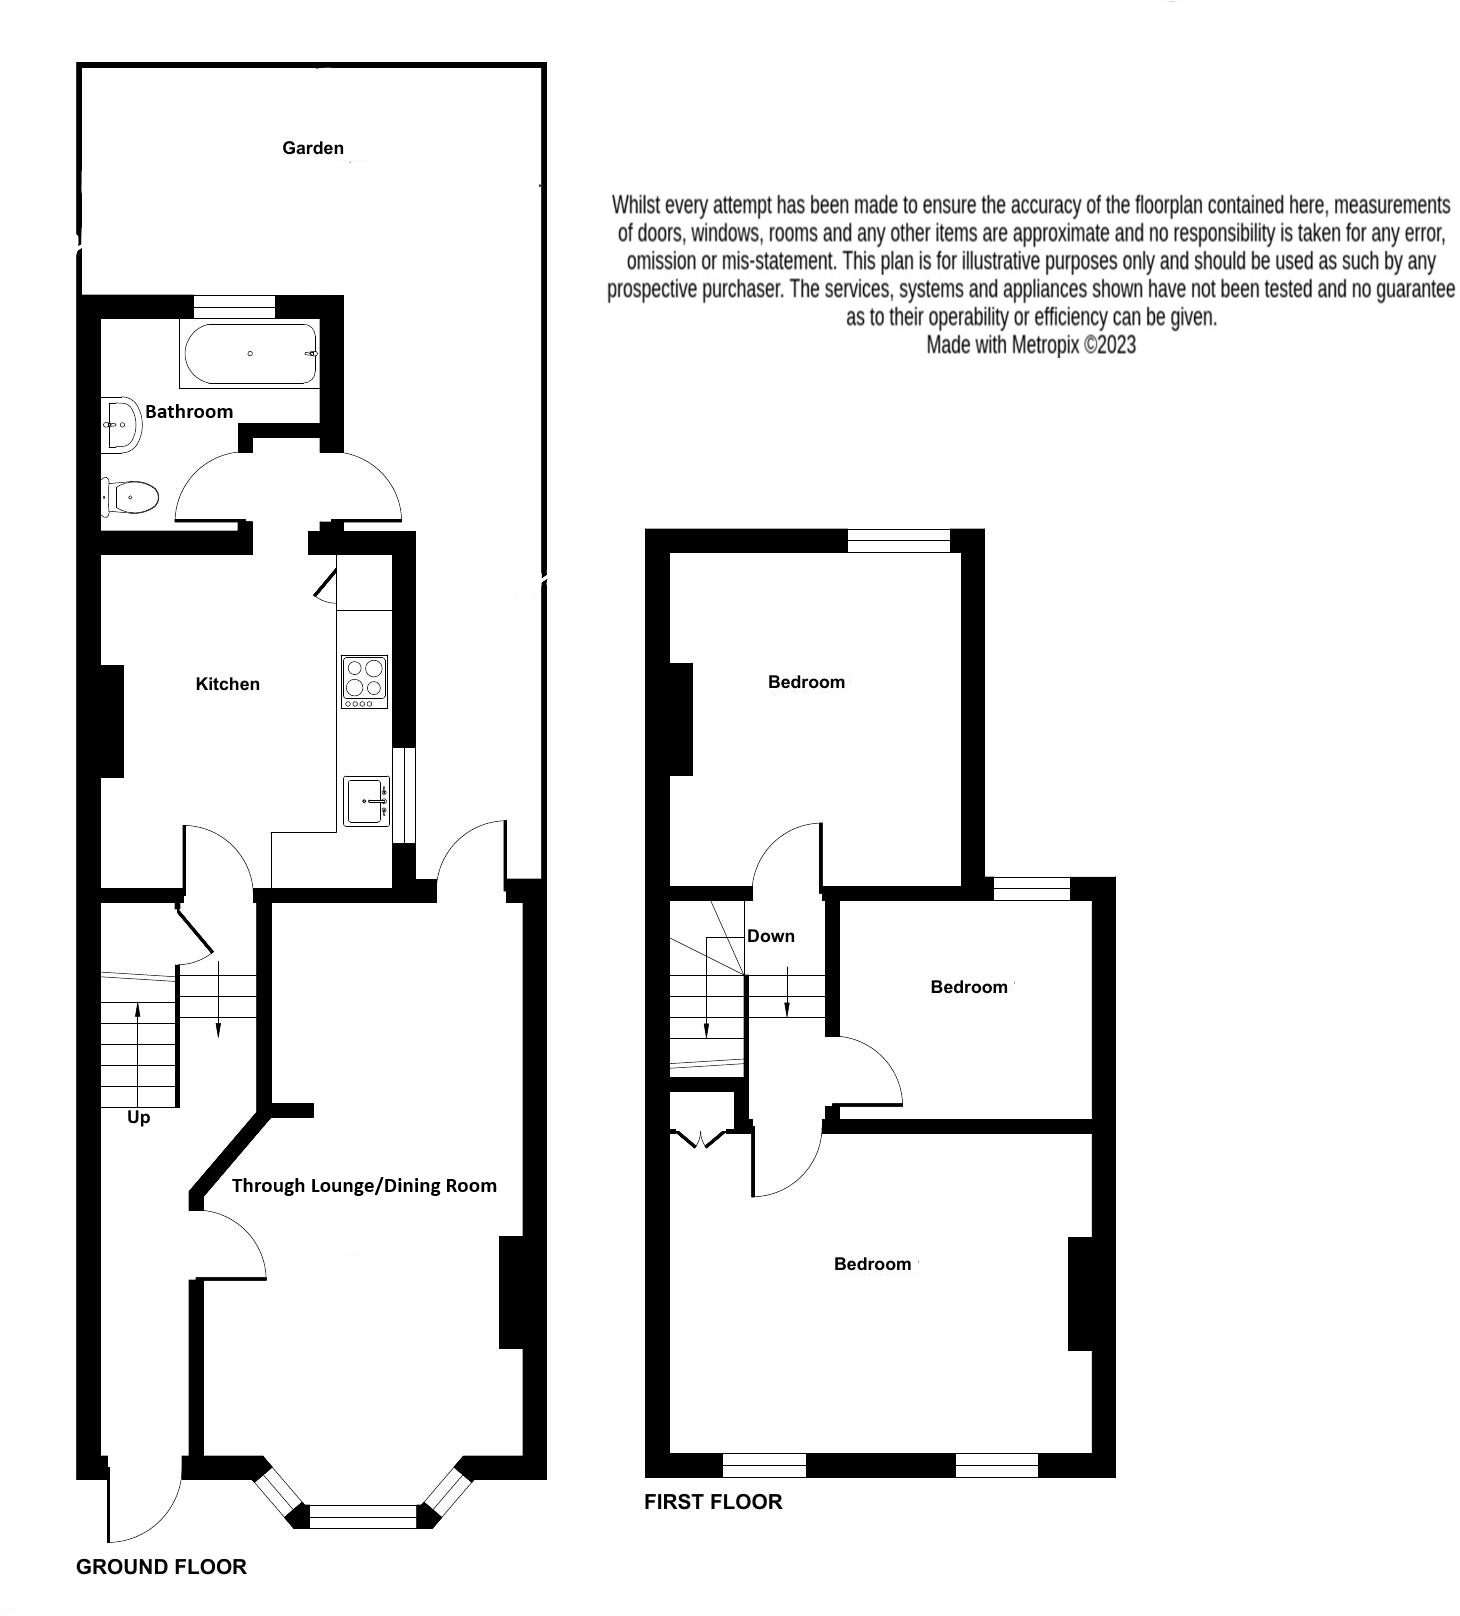 Garden
Whilst every attempt has been made to ensure the accuracy of the floorplan contained here, measurements
of doors, windows, rooms and any other items are approximate and no responsibility is taken for any error,
omission or mis-statement. This plan is for illustrative purposes only and should be used as such by any
prospective purchaser. The services, systems and appliances shown have not been tested and no guarantee
as to their operability or efficiency can be given.
Made with Metropix ©2023
Bathroom
Kitchen
Up
Through Lounge/Dining Room
GROUND FLOOR
Bedroom
Down
Bedroom
Bedroom
FIRST FLOOR